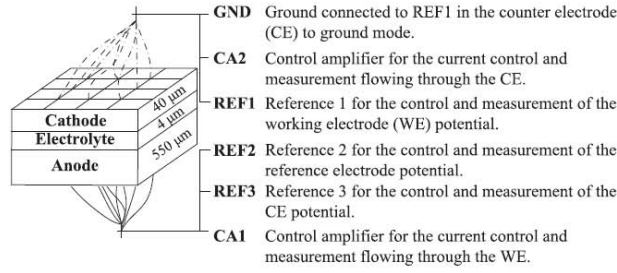 GND Ground connected to REF1 in the counter electrode
(CE) to ground mode.
CA2 Control amplifier for the current control and
measurement flowing through the CE.
REF1 Reference 1 for the control and measurement of the
working electrode (WE) potential.
REF2 Reference 2 for the control and measurement of the
reference electrode potential.
REF3 Reference 3 for the control and measurement of the
CE potential.
CA1 Control amplifier for the current control and
measurement flowing through the WE.
Cathode 40 µm
Electrolyte 4 µm
Anode 550 µm